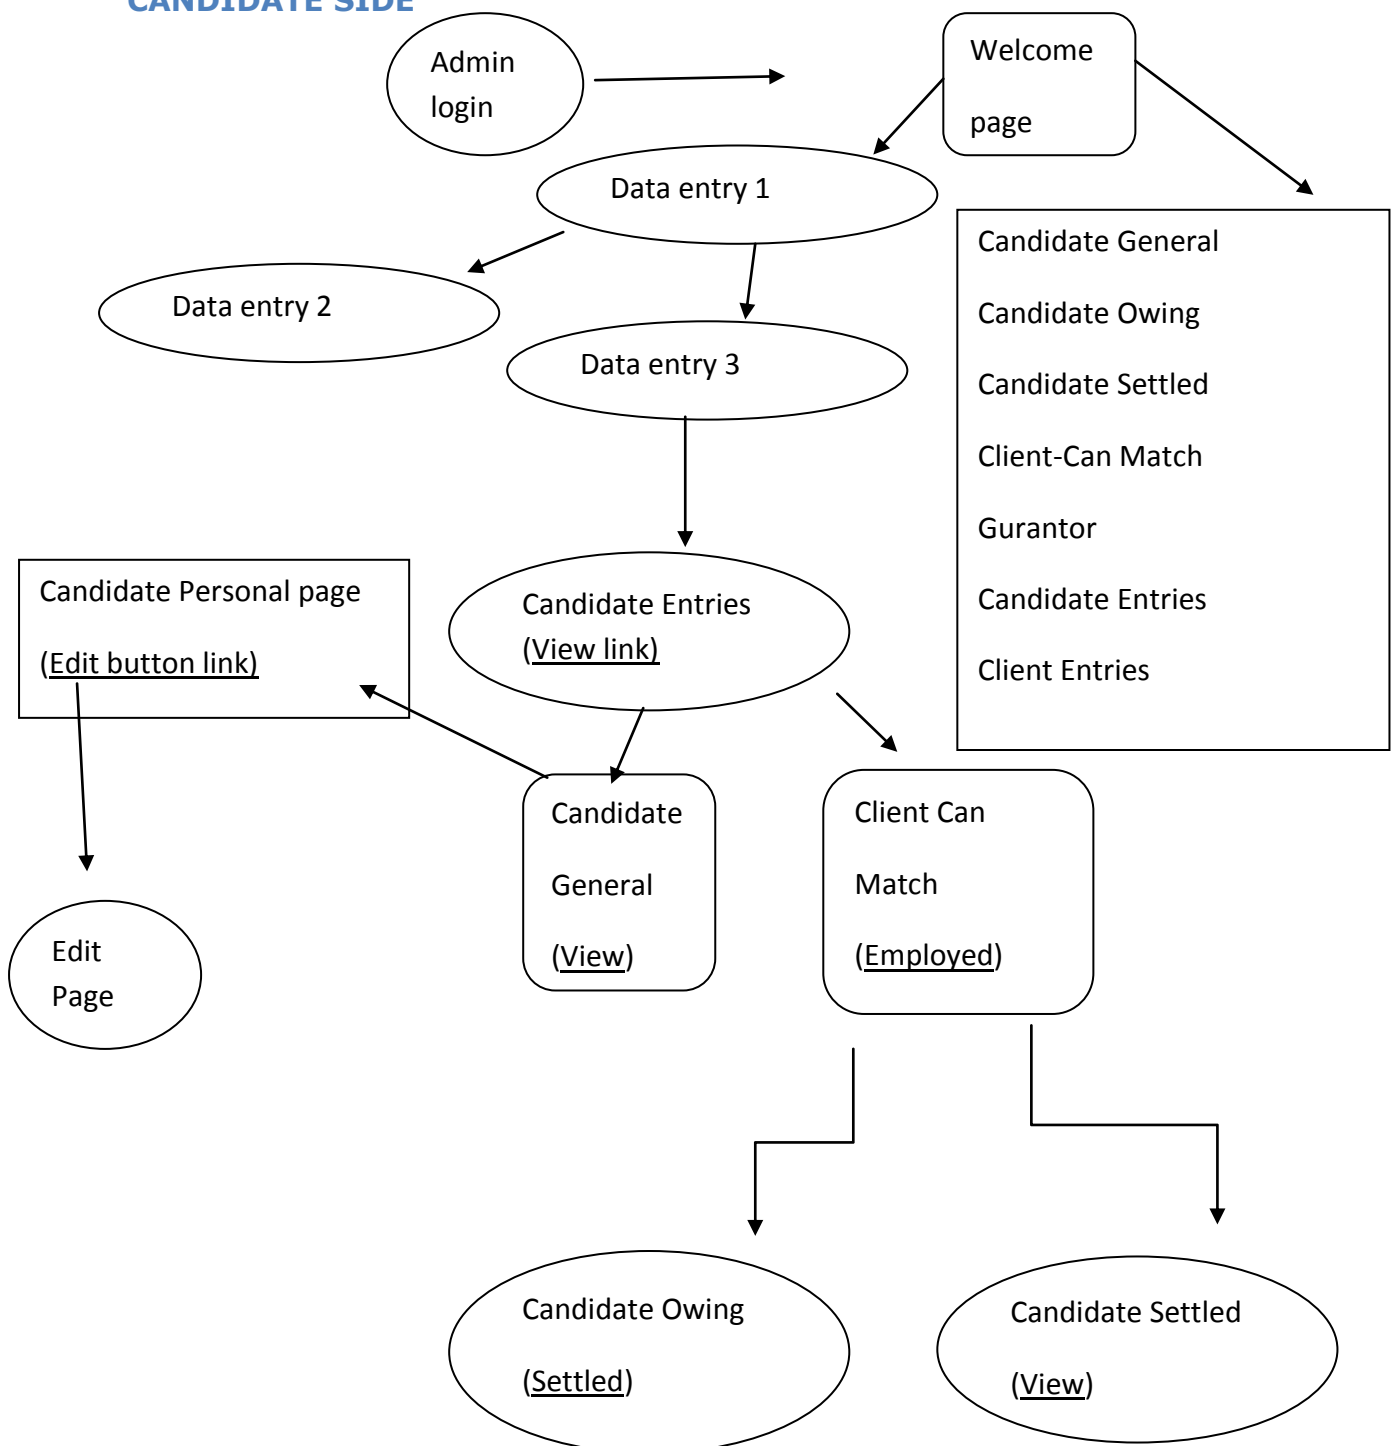 CANDIDATE SIDE
Admin
login
Welcome
page
Data entry 1
Data entry 2
Data entry 3
Candidate General
Candidate Owing
Candidate Settled
Client-Can Match
Gurantor
Candidate Entries
Client Entries
Candidate Entries
(View link)
Candidate Personal page
(Edit button link)
Candidate
General
(View)
Client Can
Match
(Employed)
Edit
Page
Candidate Owing
(Settled)
Candidate Settled
(View)